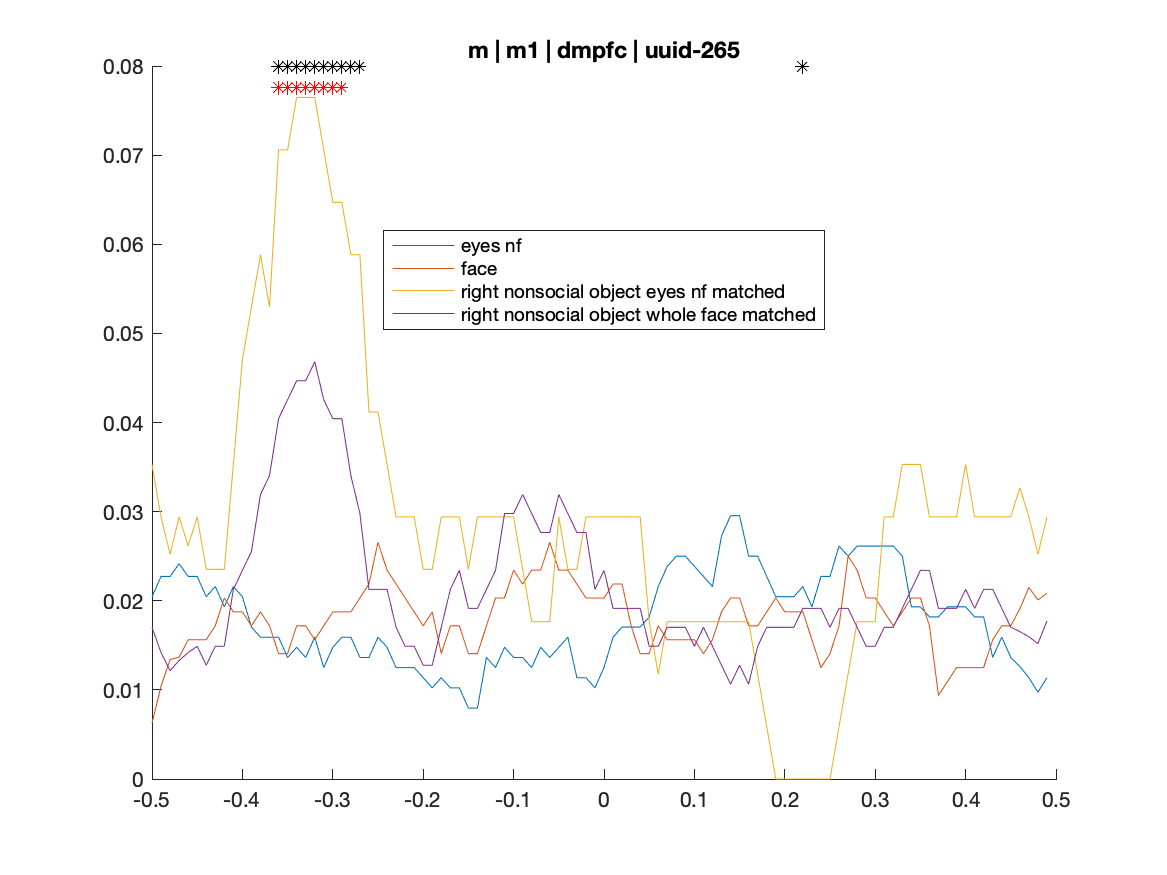 m | m1 | dmpfc | uuid-265
0.08
0.07
0.06
0.05
0.04
0.03
0.02
0.01
0
eyes nf
face
right nonsocial object eyes nf matched
right nonsocial object whole face matched
-0.5 -0.4 -0.3 -0.2 -0.1 0 0.1 0.2 0.3 0.4 0.5